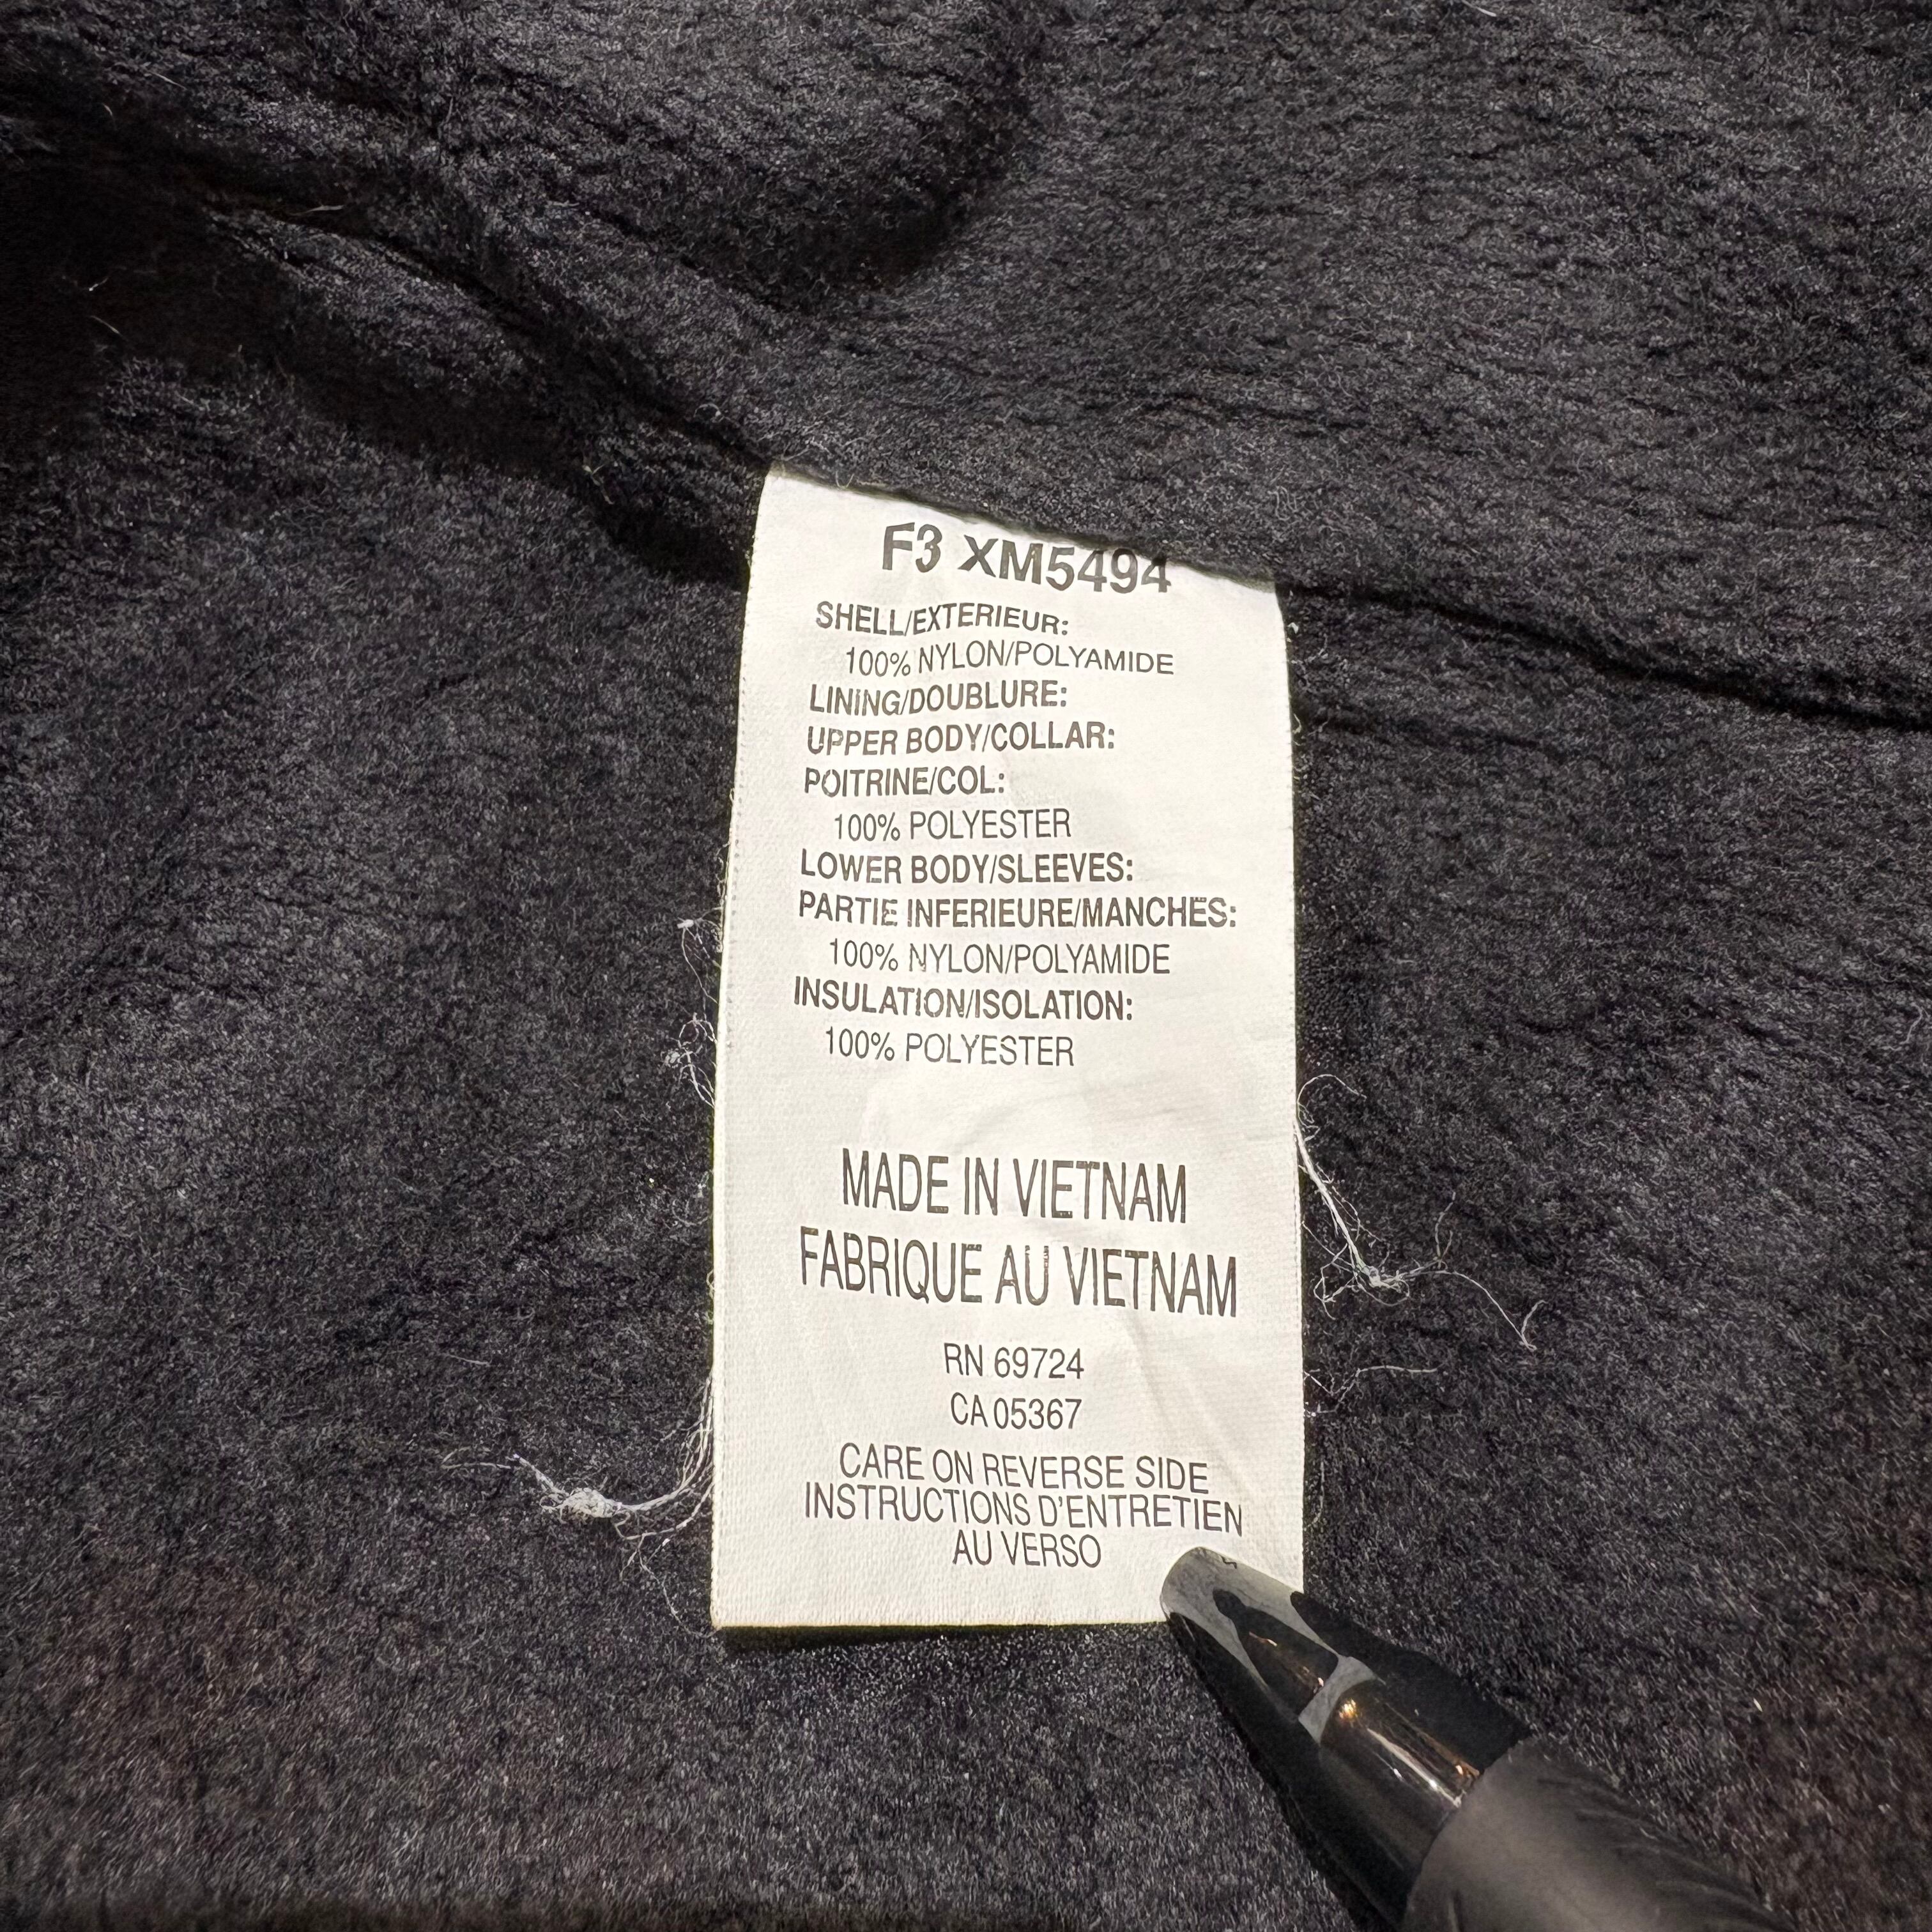 F3 XM5494
SHELL/EXTERIEUR:
100% NYLON/POLYAMIDE
LINING/DOUBLURE:
UPPER BODY/COLLAR:
POITRINE/COL:
100% POLYESTER
LOWER BODY/SLEEVES:
PARTIE INFERIEURE/MANCHES:
100% NYLON/POLYAMIDE
INSULATION/ISOLATION:
100% POLYESTER
MADE IN VIETNAM
FABRIQUE AU VIETNAM
RN 69724
CA 05367
CARE ON REVERSE SIDE
INSTRUCTIONS D'ENTRETIEN
AU VERSO